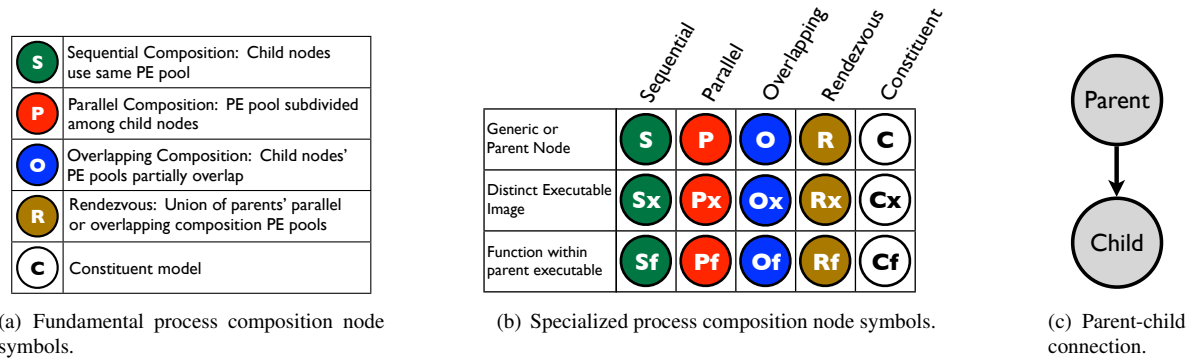 S
Sequential Composition: Child nodes
use same PE pool
P
Parallel Composition: PE pool subdivided
among child nodes
O
Overlapping Composition: Child nodes'
PE pools partially overlap
R
Rendezvous: Union of parents' parallel
or overlapping composition PE pools
C
Constituent model
(a) Fundamental process composition node
symbols.
Sequential
Parallel
Overlapping
Rendezvous
Constituent
Generic or
Parent Node
S P O R C
Distinct Executable
Image
Sx Px Ox Rx Cx
Function within
parent executable
Sf Pf Of Rf Cf
(b) Specialized process composition node symbols.
Parent
Child
(c) Parent-child
connection.